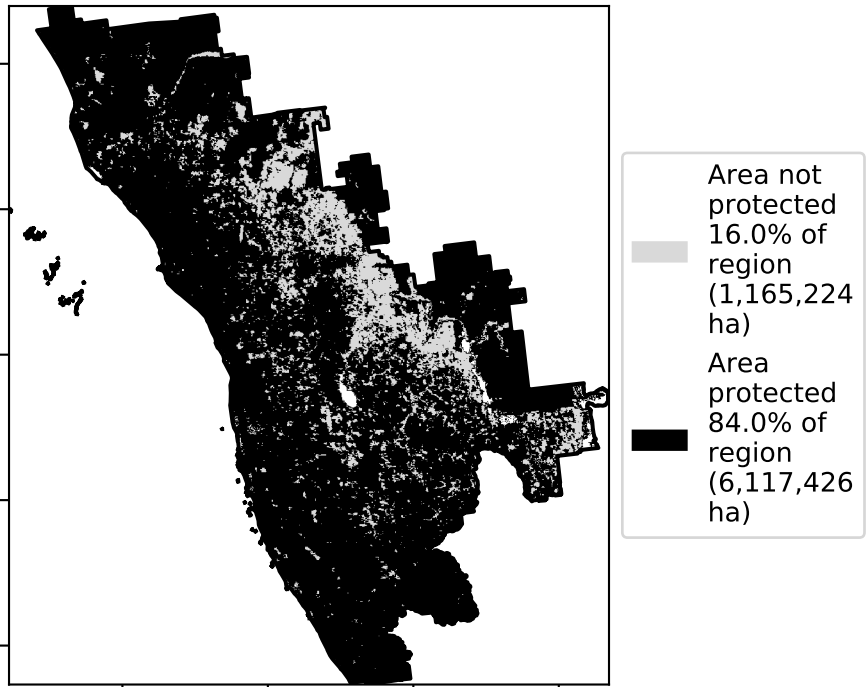 Area not
protected
16.0% of
region
(1,165,224
ha)
Area
protected
84.0% of
region
(6,117,426
ha)